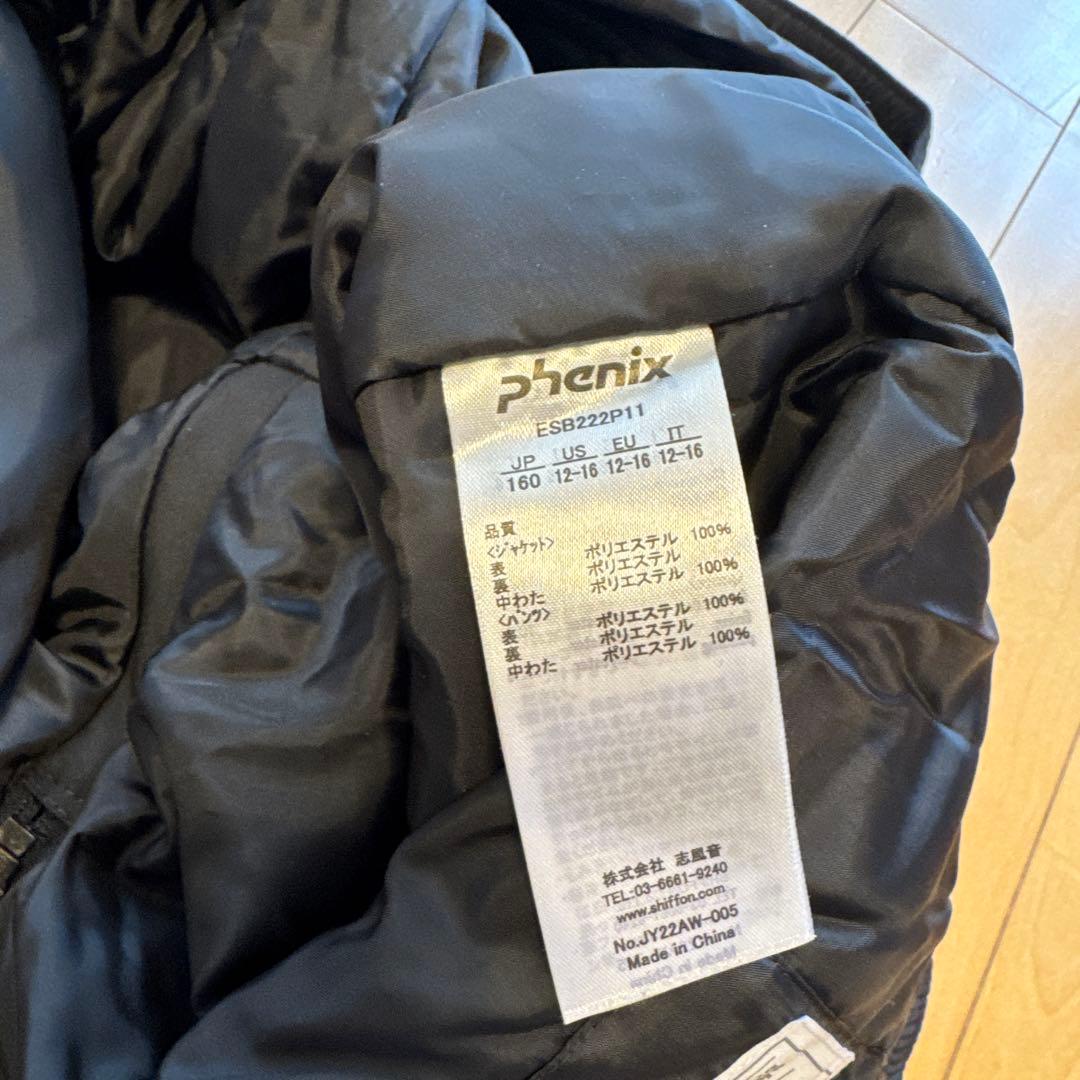 phenix
ESB222P11
JP US EU IT
160 12-16 12-16 12-16
品質
<ジャケット>
表 ポリエステル 100%
裏 ポリエステル
中わた ポリエステル 100%
<パンツ>
表 ポリエステル 100%
裏 ポリエステル
中わた ポリエステル 100%
株式会社 志風音
TEL-03-6661-9240
www.shiffon.com
No.JY22AW-005
Made in China